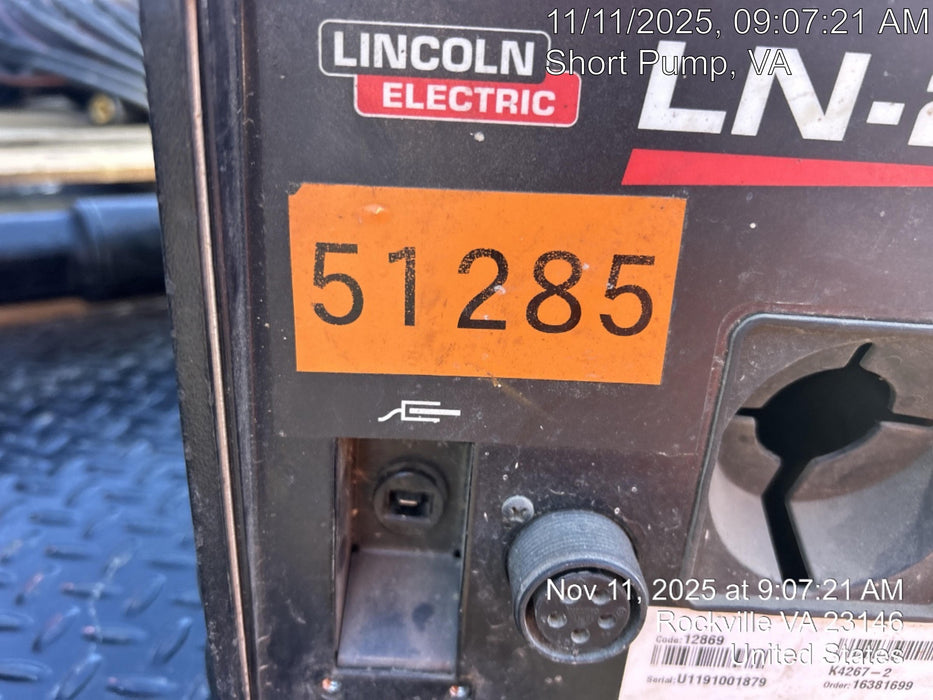 11/11/2025, 09:07:21 AM
Short Pump, VA
LINCOLN
ELECTRIC
LN-2
51285
Nov 11, 2025 at 9:07:21 AM
Rockville VA 23146
United States
Code: 12869
K4267-2
Serial: U1191001879
Order: 16381699